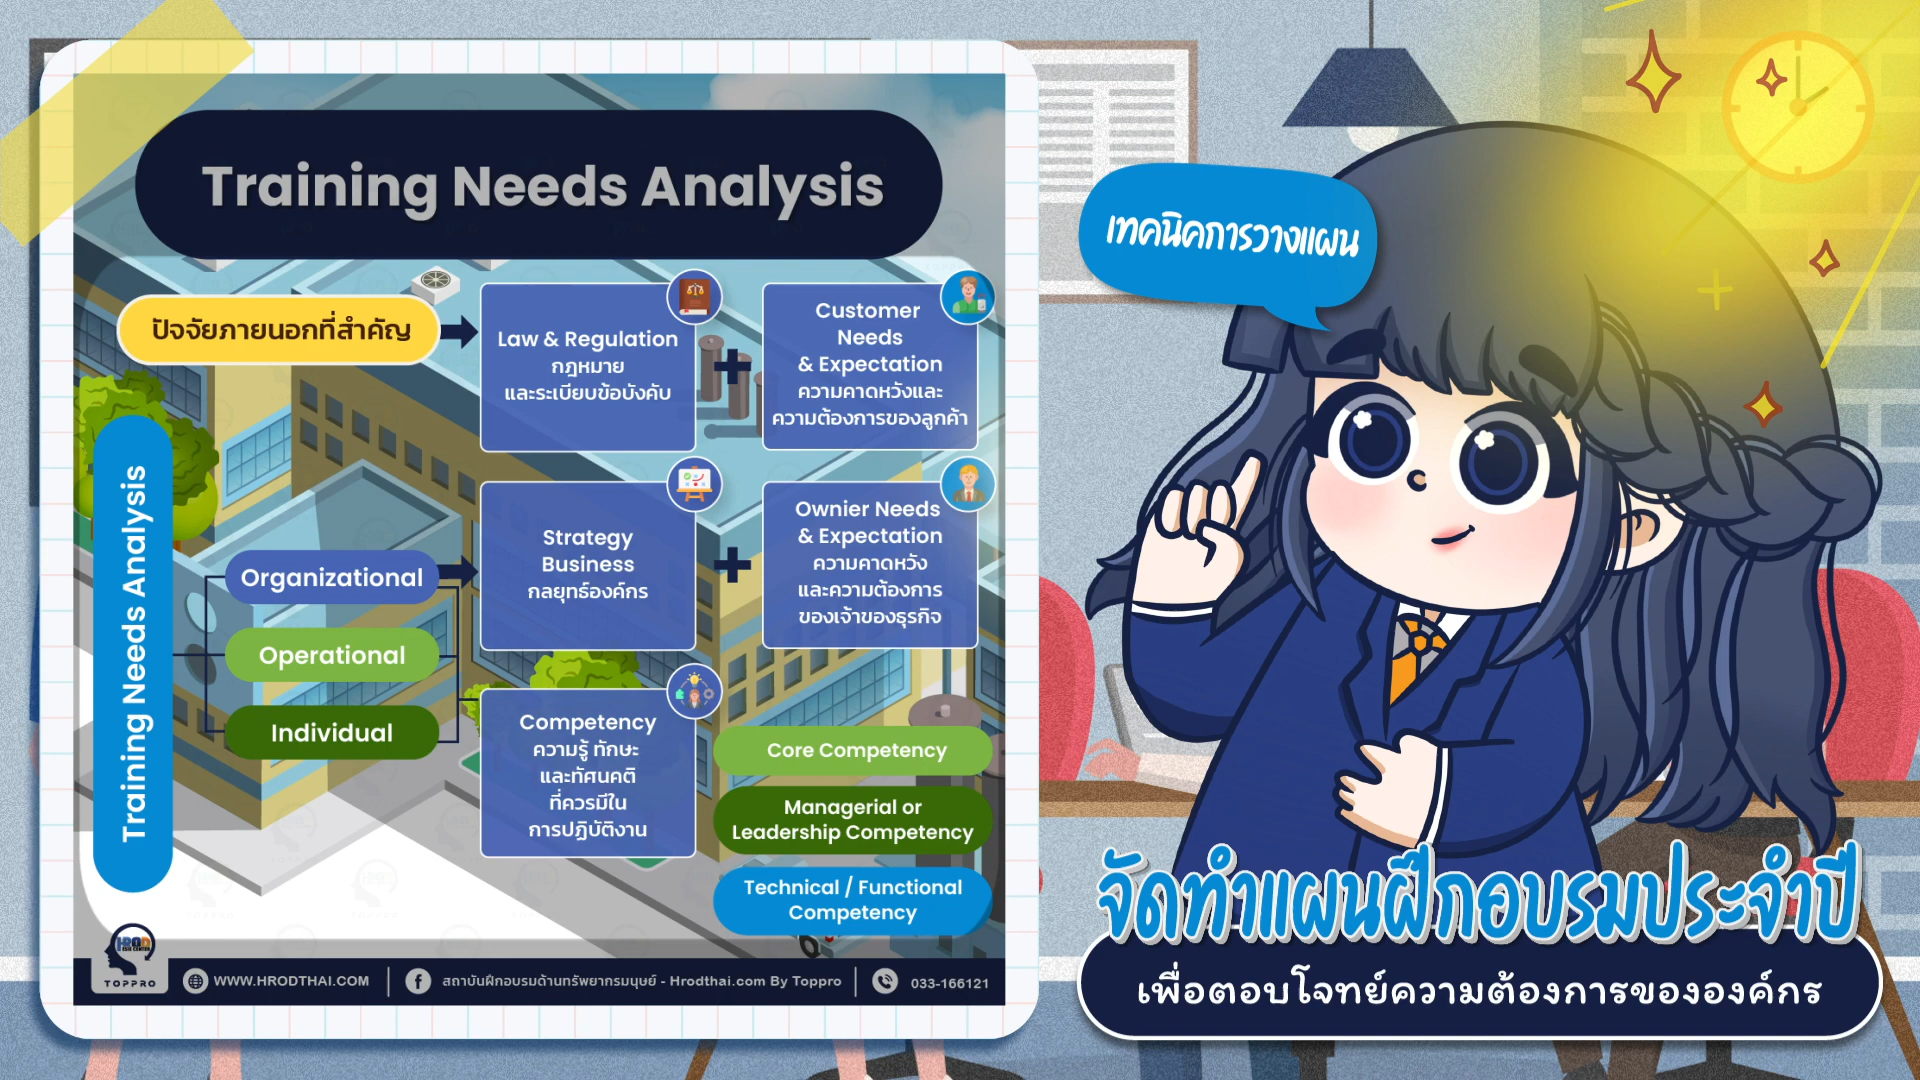 Training Needs Analysis
ปัจจัยภายนอกที่สำคัญ
Law & Regulation
กฎหมาย
และระเบียบข้อบังคับ
Customer
Needs
& Expectation
ความคาดหวังและ
ความต้องการของลูกค้า
Training Needs Analysis
Organizational
Operational
Individual
Strategy
Business
กลยุทธ์องค์กร
Ownier Needs
& Expectation
ความคาดหวัง
และความต้องการ
ของเจ้าของธุรกิจ
Competency
ความรู้ ทักษะ
และทัศนคติ
ที่ควรมีใน
การปฏิบัติงาน
Core Competency
Managerial or
Leadership Competency
Technical / Functional
Competency
TOPPRO
WWW.HRODTHAI.COM
สถาบันฝึกอบรมด้านทรัพยากรมนุษย์ - Hrodthai.com By Toppro
033-166121
เทคนิคการวางแผน
จัดทำแผนฝึกอบรมประจำปี
เพื่อตอบโจทย์ความต้องการขององค์กร